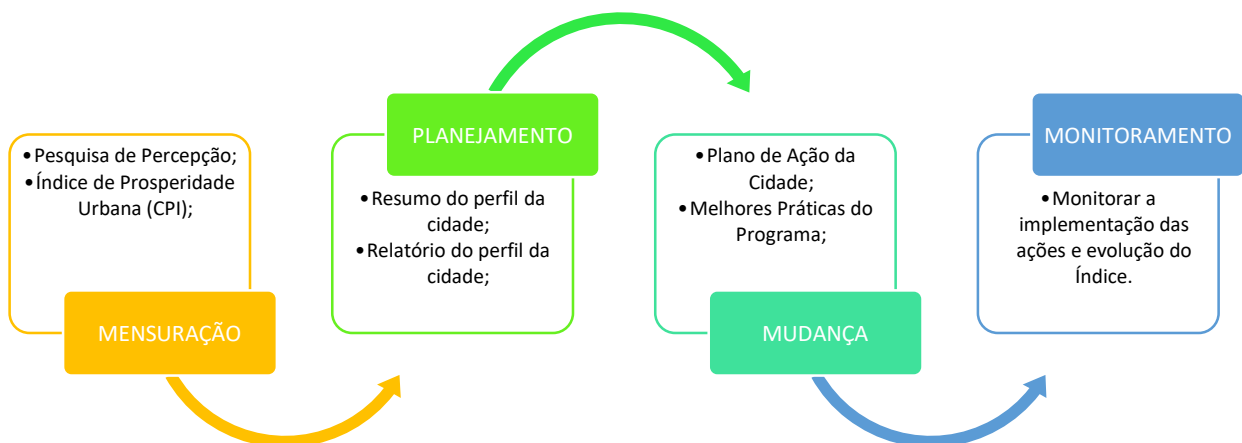 •Pesquisa de Percepção;
•Índice de Prosperidade
Urbana (CPI);
MENSURAÇÃO
PLANEJAMENTO
•Resumo do perfil da
cidade;
•Relatório do perfil da
cidade;
•Plano de Ação da
Cidade;
•Melhores Práticas do
Programa;
MUDANÇA
MONITORAMENTO
•Monitorar a
implementação das
ações e evolução do
Índice.